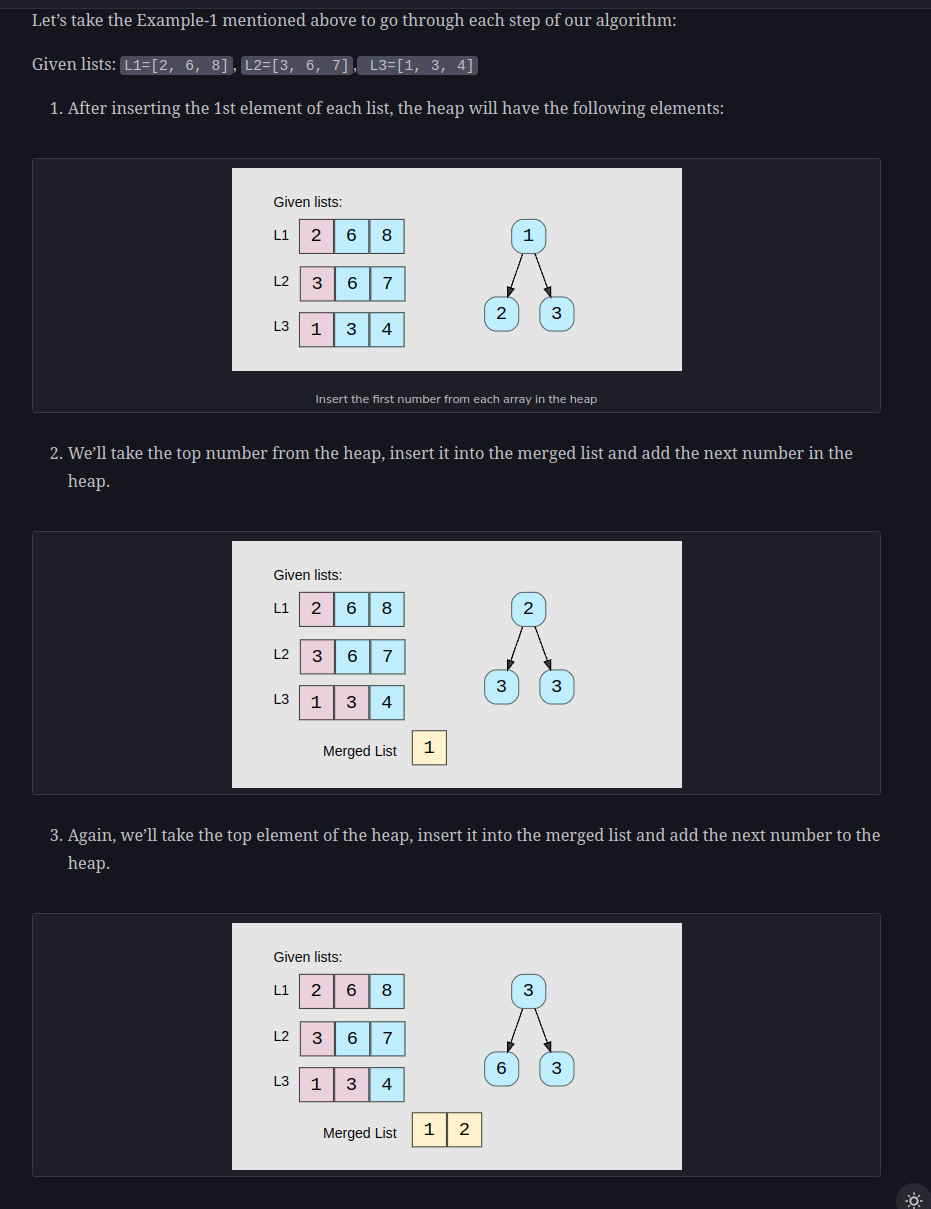 Let’s take the Example-1 mentioned above to go through each step of our algorithm:
Given lists: L1=[2, 6, 8], L2=[3, 6, 7], L3=[1, 3, 4]
1. After inserting the 1st element of each list, the heap will have the following elements:
Given lists:
L1 2 6 8
L2 3 6 7
L3 1 3 4
1
2 3
Insert the first number from each array in the heap
2. We’ll take the top number from the heap, insert it into the merged list and add the next number in the
heap.
Given lists:
L1 2 6 8
L2 3 6 7
L3 1 3 4
2
3 3
Merged List 1
3. Again, we’ll take the top element of the heap, insert it into the merged list and add the next number to the
heap.
Given lists:
L1 2 6 8
L2 3 6 7
L3 1 3 4
3
6 3
Merged List 1 2